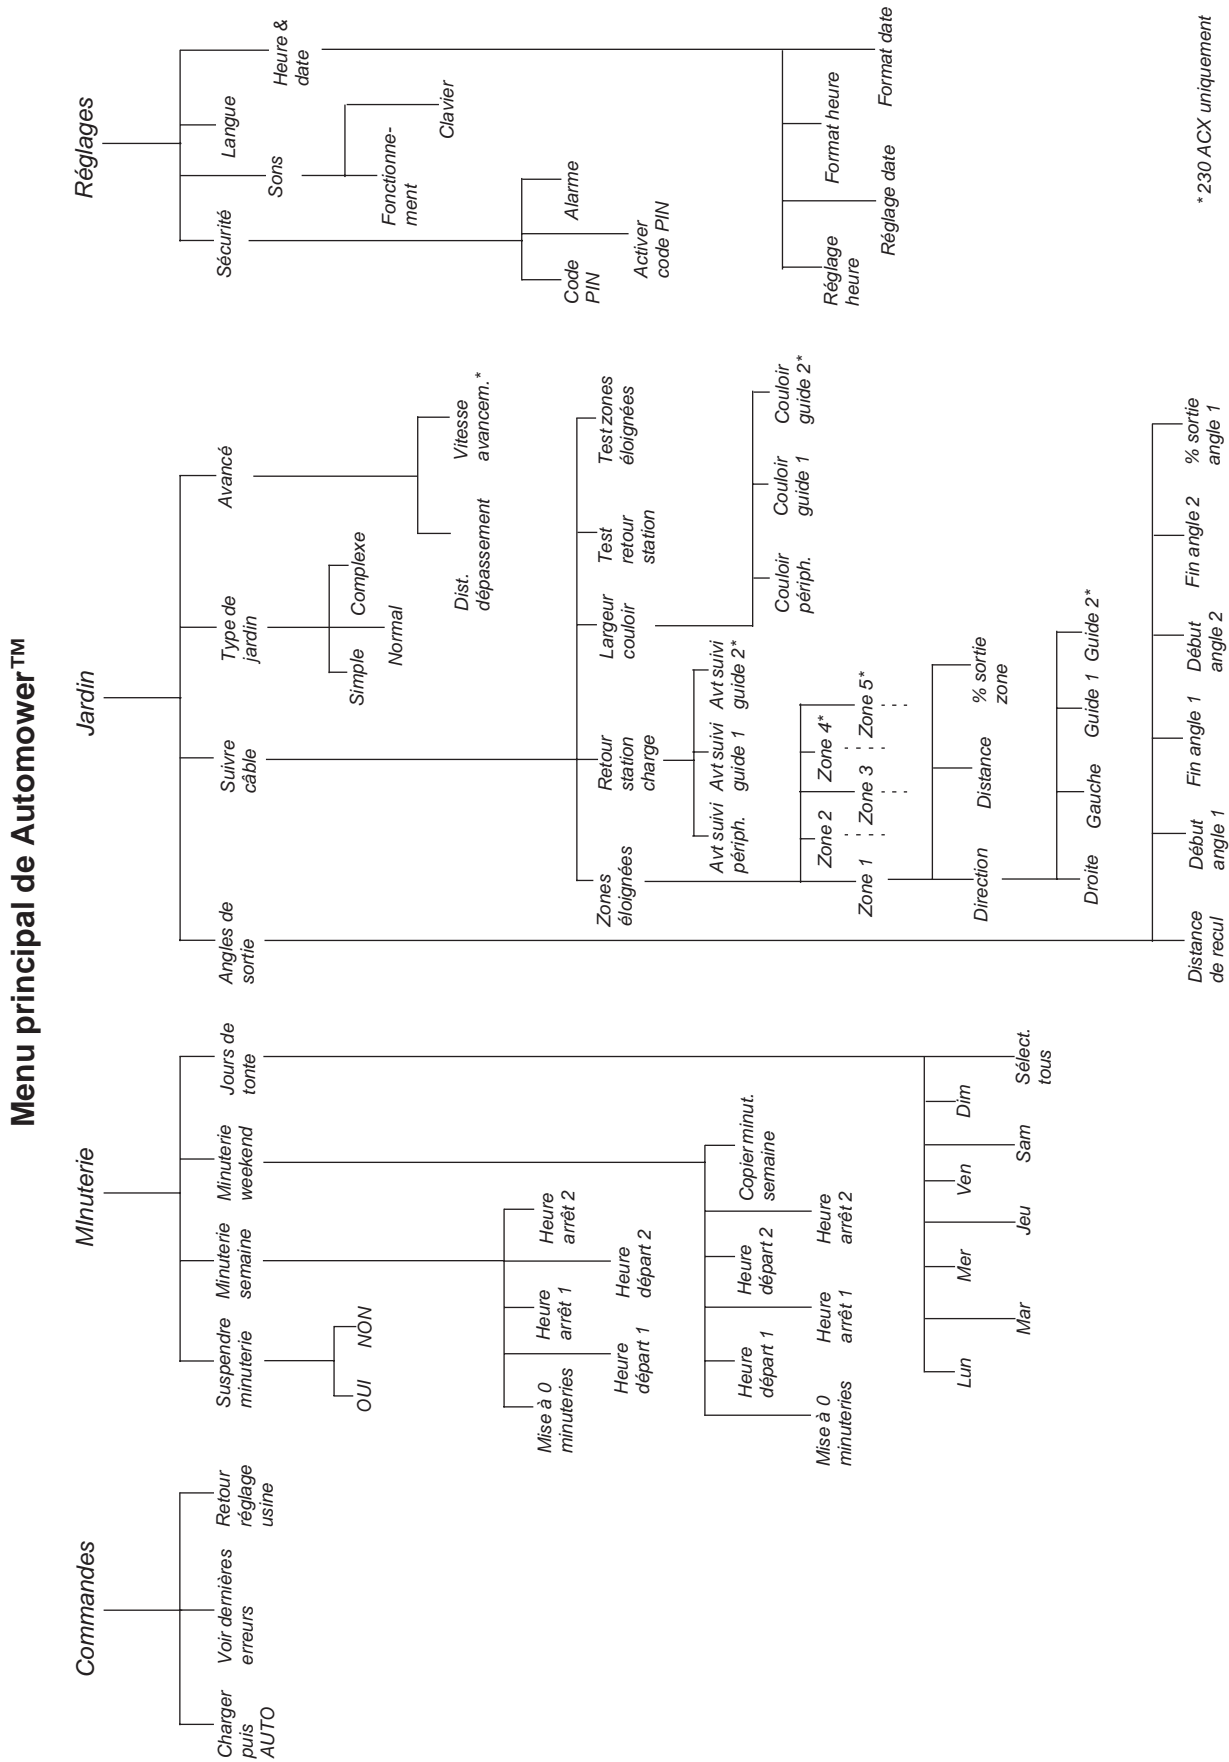 Menu principal de Automower™
Commandes
Charger
puis
AUTO
Voir dernières
erreurs
Retour
réglage
usine
MInuterie
Suspendre
minuterie
OUI
NON
Minuterie
semaine
Mise à 0
minuteries
Heure
départ 1
Heure
arrêt 1
Heure
départ 2
Heure
arrêt 2
Minuterie
weekend
Mise à 0
minuteries
Heure
départ 1
Heure
arrêt 1
Heure
départ 2
Heure
arrêt 2
Copier minut.
semaine
Jours de
tonte
Lun
Mar
Mer
Jeu
Ven
Sam
Dim
Sélect.
tous
Jardin
Angles de
sortie
Distance
de recul
Début
angle 1
Fin angle 1
Début
angle 2
Fin angle 2
% sortie
angle 1
Suivre
câble
Zones
éloignées
Zone 1
Zone 2
Zone 3
Zone 4*
Zone 5*
Direction
Distance
% sortie
zone
Droite
Gauche
Guide 1
Guide 2*
Retour
station
charge
Avt suivi
périph.
Avt suivi
guide 1
Avt suivi
guide 2*
Largeur
couloir
Couloir
périph.
Couloir
guide 1
Couloir
guide 2*
Test
retour
station
Test zones
éloignées
Type de
jardin
Simple
Normal
Complexe
Avancé
Dist.
dépassement
Vitesse
avancem.*
Réglages
Sécurité
Code
PIN
Activer
code PIN
Alarme
Sons
Fonctionne-
ment
Clavier
Langue
Heure &
date
Réglage
heure
Réglage date
Format heure
Format date
* 230 ACX uniquement